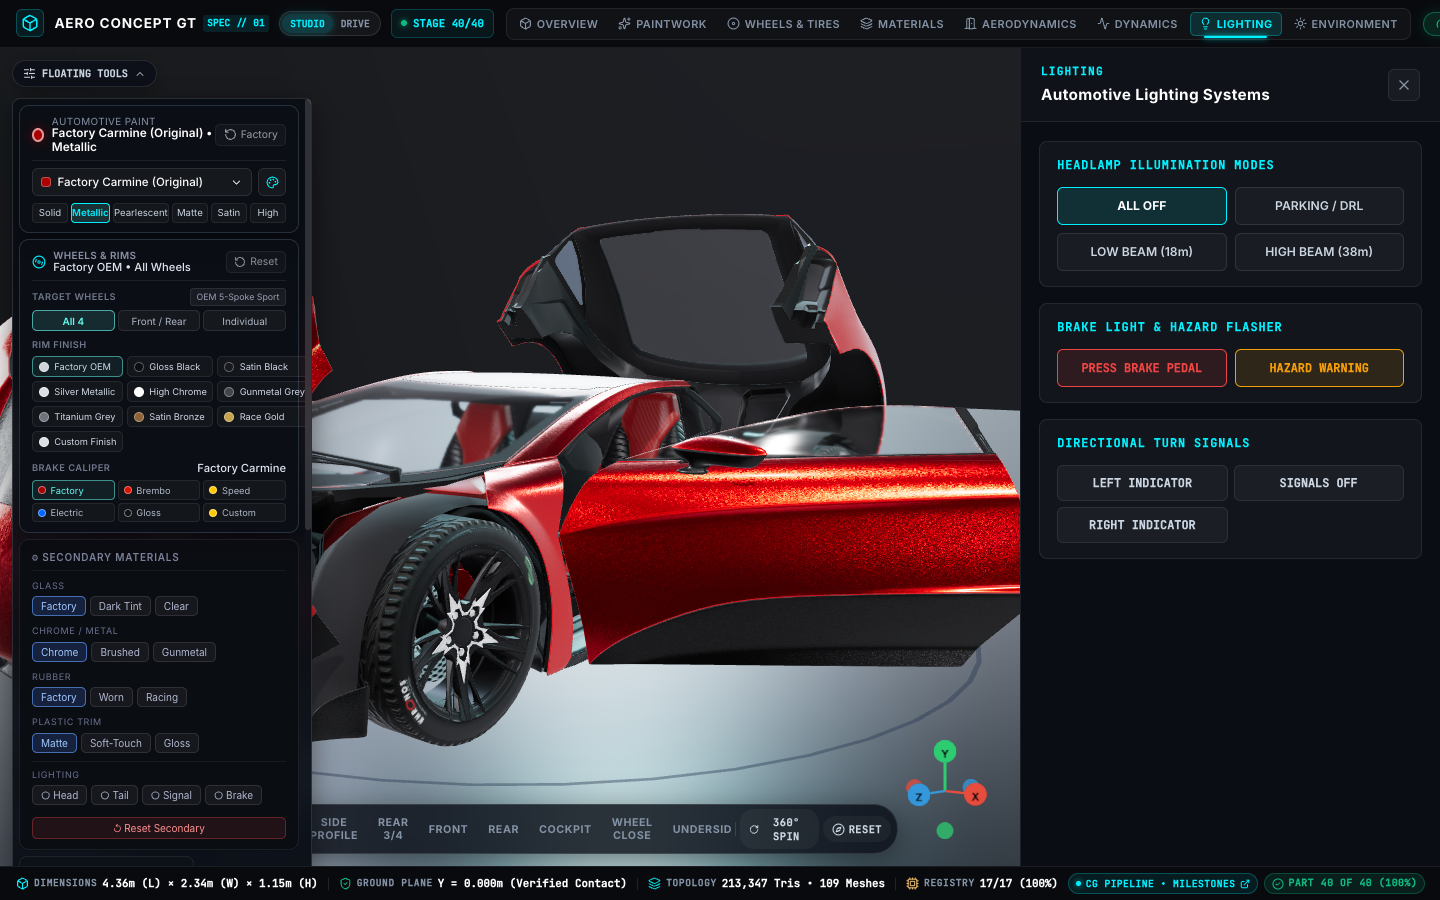 AERO CONCEPT GT
SPEC // 01
STUDIO
DRIVE
STAGE 40/40
OVERVIEW
PAINTWORK
WHEELS & TIRES
MATERIALS
AERODYNAMICS
DYNAMICS
LIGHTING
ENVIRONMENT
FLOATING TOOLS
AUTOMOTIVE PAINT
Factory Carmine (Original) •
Metallic
Factory
Factory Carmine (Original)
Solid
Metallic
Pearlescent
Matte
Satin
High
WHEELS & RIMS
Factory OEM • All Wheels
Reset
TARGET WHEELS
OEM 5-Spoke Sport
All 4
Front / Rear
Individual
RIM FINISH
Factory OEM
Gloss Black
Satin Black
Silver Metallic
High Chrome
Gunmetal Grey
Titanium Grey
Satin Bronze
Race Gold
Custom Finish
BRAKE CALIPER
Factory Carmine
Factory
Brembo
Speed
Electric
Gloss
Custom
SECONDARY MATERIALS
GLASS
Factory
Dark Tint
Clear
CHROME / METAL
Chrome
Brushed
Gunmetal
RUBBER
Factory
Worn
Racing
PLASTIC TRIM
Matte
Soft-Touch
Gloss
LIGHTING
Head
Tail
Signal
Brake
Reset Secondary
SIDE
PROFILE
REAR
3/4
FRONT
REAR
COCKPIT
WHEEL
CLOSE
UNDERSID
360°
SPIN
RESET
Y
Z
X
LIGHTING
Automotive Lighting Systems
HEADLAMP ILLUMINATION MODES
ALL OFF
PARKING / DRL
LOW BEAM (18m)
HIGH BEAM (38m)
BRAKE LIGHT & HAZARD FLASHER
PRESS BRAKE PEDAL
HAZARD WARNING
DIRECTIONAL TURN SIGNALS
LEFT INDICATOR
SIGNALS OFF
RIGHT INDICATOR
DIMENSIONS 4.36m (L) × 2.34m (W) × 1.15m (H)
GROUND PLANE Y = 0.000m (Verified Contact)
TOPOLOGY 213,347 Tris • 109 Meshes
REGISTRY 17/17 (100%)
CG PIPELINE • MILESTONES
PART 40 OF 40 (100%)